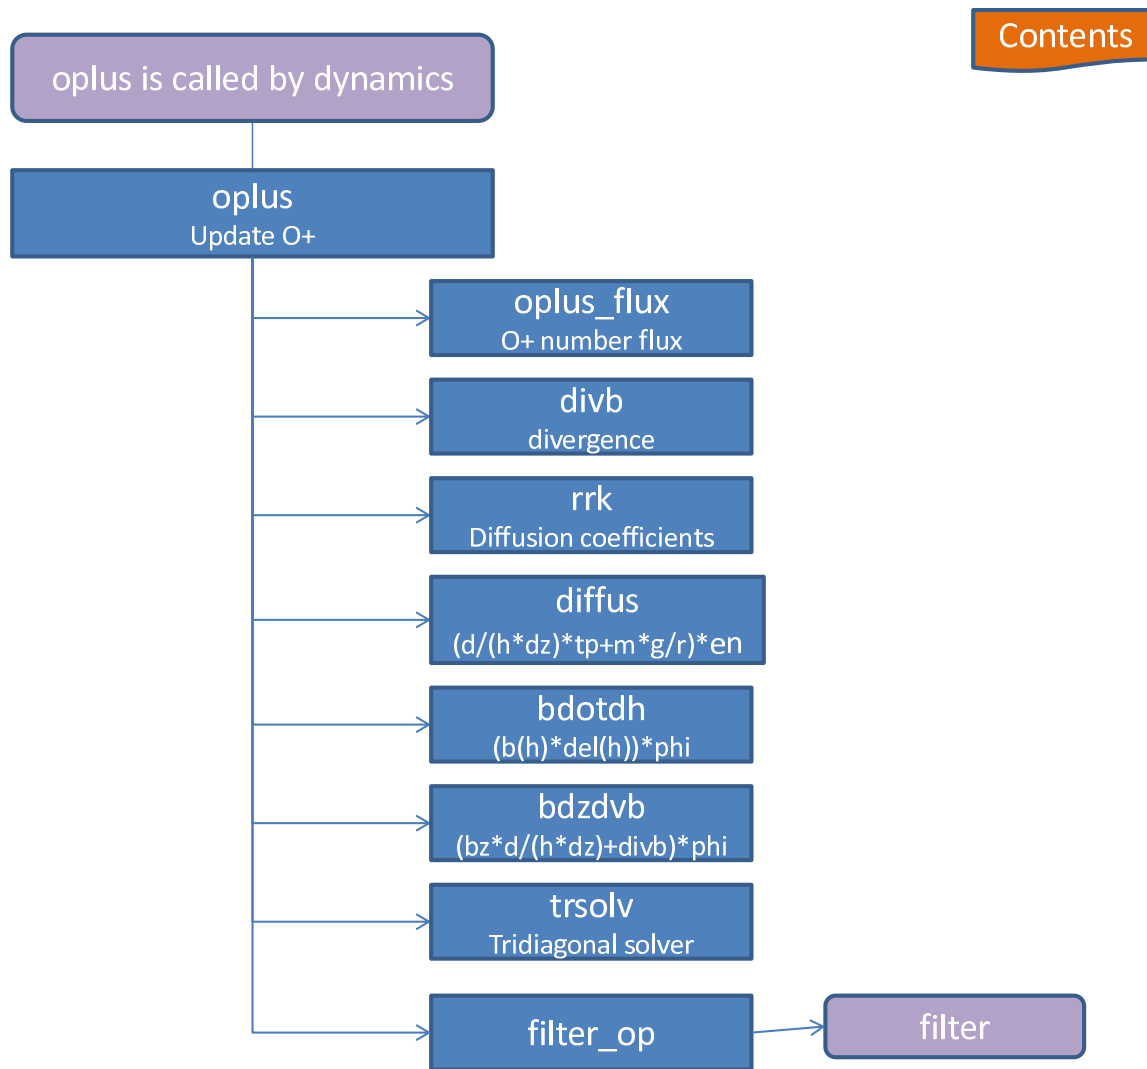 Contents
oplus is called by dynamics
oplus
Update O+
oplus_flux
O+ number flux
divb
divergence
rrk
Diffusion coefficients
diffus
(d/(h*dz)*tp+m*g/r)*en
bdotdh
(b(h)*del(h))*phi
bdzdvb
(bz*d/(h*dz)+divb)*phi
trsolv
Tridiagonal solver
filter_op
filter